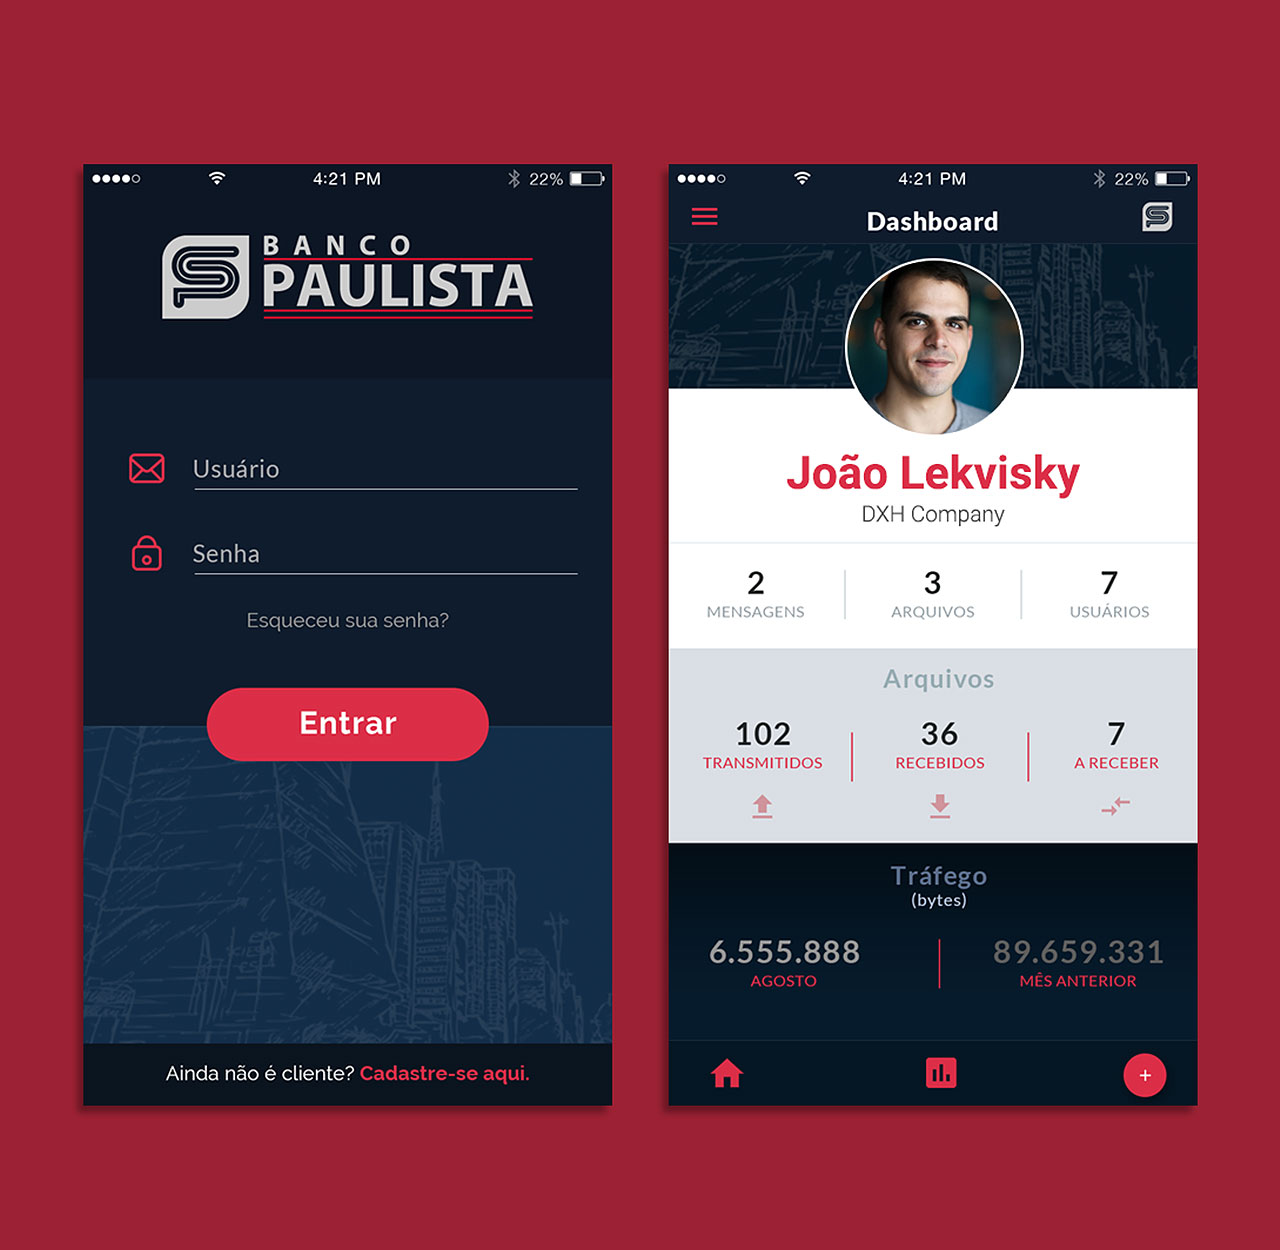 4:21 PM
22%
BANCO
PAULISTA
Usuário
Senha
Esqueceu sua senha?
Entrar
Ainda não é cliente? Cadastre-se aqui.
4:21 PM
22%
Dashboard
João Lekvisky
DXH Company
2 3 7
MENSAGENS ARQUIVOS USUÁRIOS
Arquivos
102 36 7
TRANSMITIDOS RECEBIDOS A RECEBER
Tráfego
(bytes)
6.555.888 89.659.331
AGOSTO MÊS ANTERIOR
+